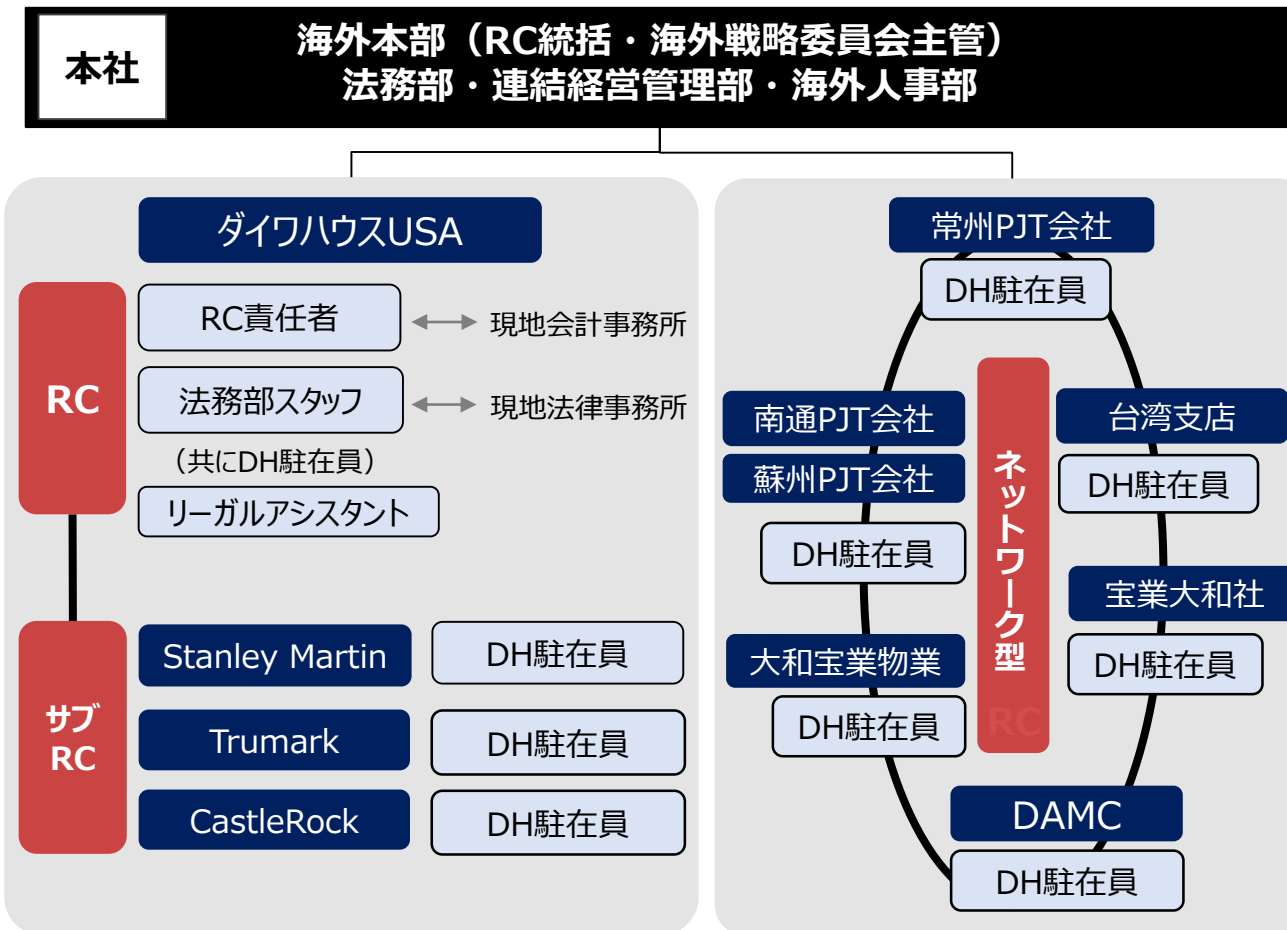 本社
海外本部（RC統括・海外戦略委員会主管）
法務部・連結経営管理部・海外人事部
ダイワハウスUSA
RC
RC責任者
現地会計事務所
法務部スタッフ
現地法律事務所
（共にDH駐在員）
リーガルアシスタント
サブ
RC
Stanley Martin
DH駐在員
Trumark
DH駐在員
CastleRock
DH駐在員
常州PJT会社
DH駐在員
南通PJT会社
蘇州PJT会社
DH駐在員
大和宝業物業
DH駐在員
ネットワーク型
RC
台湾支店
DH駐在員
宝業大和社
DH駐在員
DAMC
DH駐在員